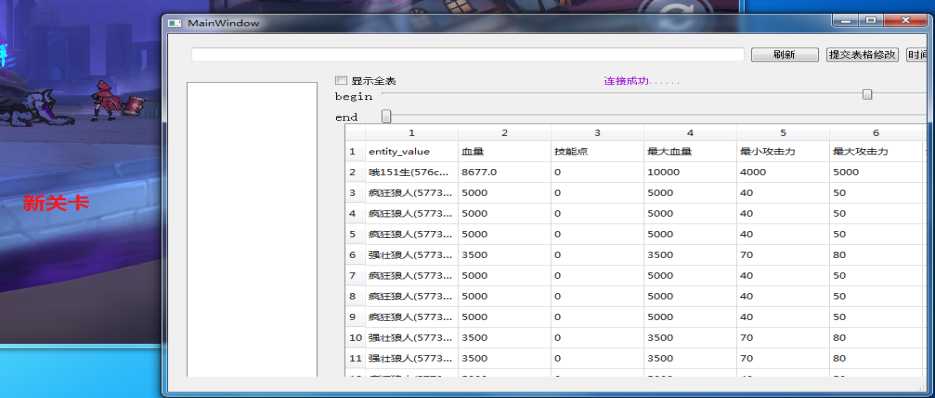 MainWindow
刷新 提交表格修改 时间
显示全表 连接成功......
begin
end
1 2 3 4 5 6
1 entity_value 血量 技能点 最大血量 最小攻击力 最大攻击力
2 哦151生(576c... 8677.0 0 10000 4000 5000
3 疯狂狼人(5773... 5000 0 5000 40 50
4 疯狂狼人(5773... 5000 0 5000 40 50
5 疯狂狼人(5773... 5000 0 5000 40 50
6 强壮狼人(5773... 3500 0 3500 70 80
7 疯狂狼人(5773... 5000 0 5000 40 50
8 疯狂狼人(5773... 5000 0 5000 40 50
9 疯狂狼人(5773... 5000 0 5000 40 50
10 强壮狼人(5773... 3500 0 3500 70 80
11 强壮狼人(5773... 3500 0 3500 70 80
新关卡